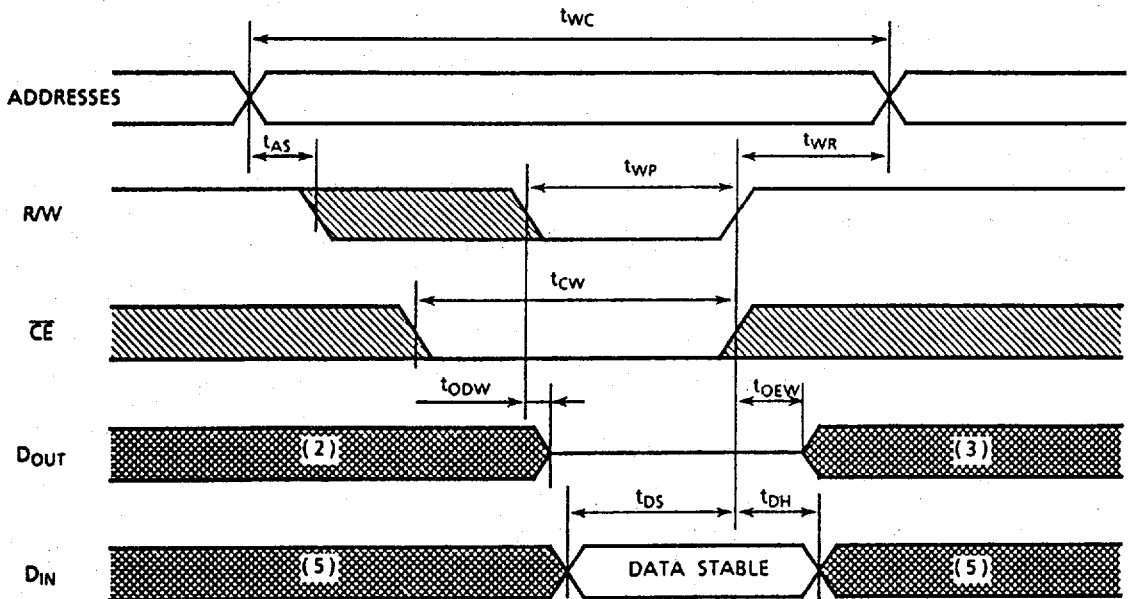 tWC
ADDRESSES
tAS
tWR
tWP
R/W
tCW
CE
tODW
tOEW
DOUT
(2)
(3)
tDS
tDH
DIN
(5)
DATA STABLE
(5)